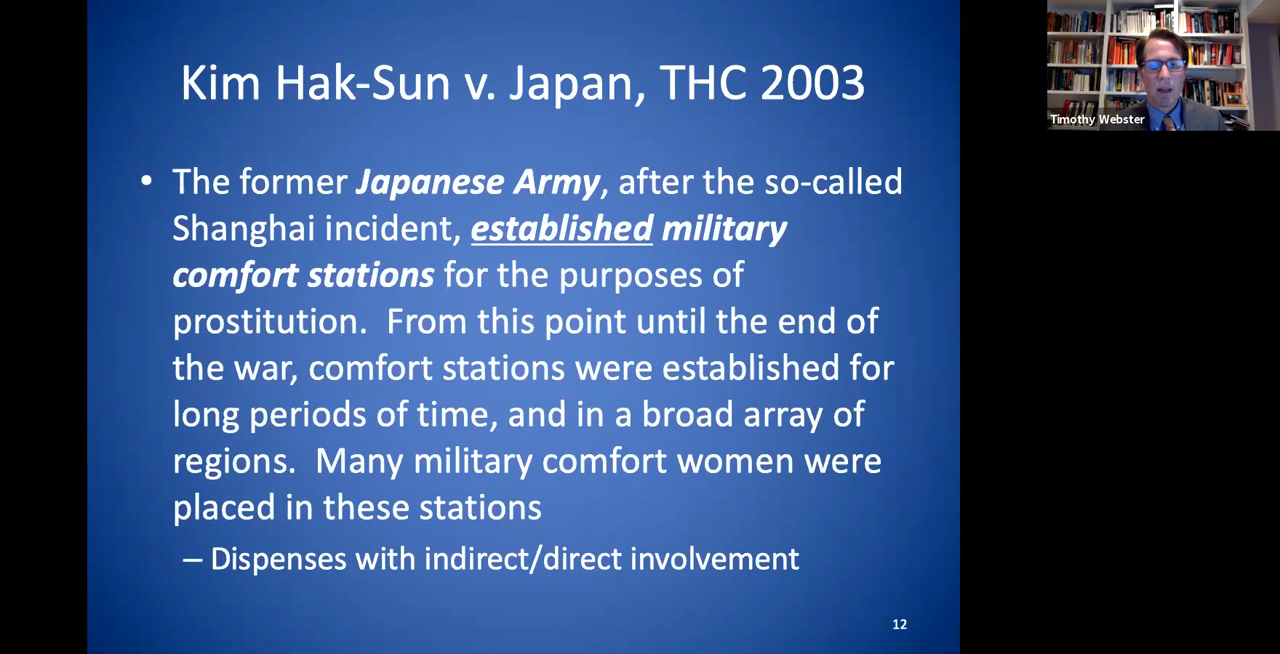 Kim Hak-Sun v. Japan, THC 2003
• The former Japanese Army, after the so-called
Shanghai incident, established military
comfort stations for the purposes of
prostitution.  From this point until the end of
the war, comfort stations were established for
long periods of time, and in a broad array of
regions.  Many military comfort women were
placed in these stations
– Dispenses with indirect/direct involvement
12
Timothy Webster